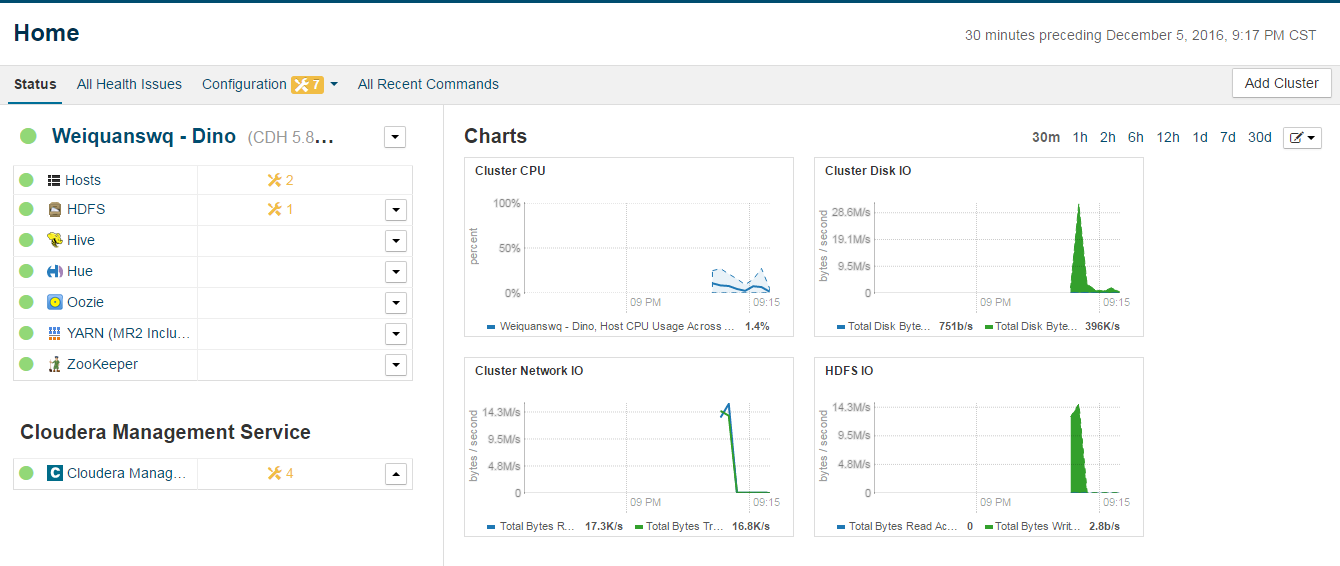 Home
30 minutes preceding December 5, 2016, 9:17 PM CST
Status All Health Issues Configuration 7 All Recent Commands Add Cluster
Weiquanswq - Dino (CDH 5.8…
Hosts 2
HDFS 1
Hive
Hue
Oozie
YARN (MR2 Inclu…
ZooKeeper
Cloudera Management Service
C Cloudera Manag… 4
Charts
30m 1h 2h 6h 12h 1d 7d 30d
Cluster CPU
percent
100%
50%
0%
09 PM 09:15
Weiquanswq - Dino, Host CPU Usage Across … 1.4%
Cluster Disk IO
bytes / second
28.6M/s
19.1M/s
9.5M/s
0
09 PM 09:15
Total Disk Byte… 751b/s Total Disk Byte… 396K/s
Cluster Network IO
bytes / second
14.3M/s
9.5M/s
4.8M/s
0
09 PM 09:15
Total Bytes R… 17.3K/s Total Bytes Tr… 16.8K/s
HDFS IO
bytes / second
14.3M/s
9.5M/s
4.8M/s
0
09 PM 09:15
Total Bytes Read Ac… 0 Total Bytes Writ… 2.8b/s